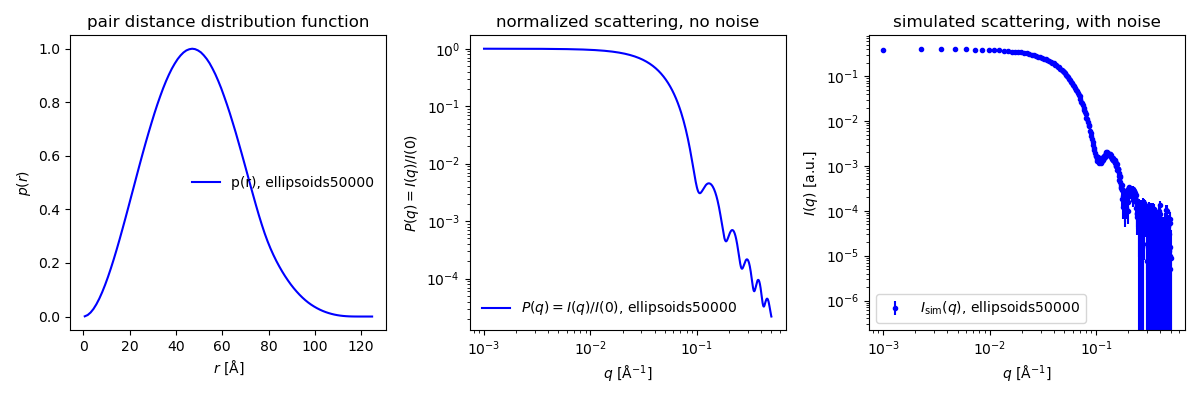 pair distance distribution function
1.0
0.8
0.6
0.4
0.2
0.0
p(r)
p(r), ellipsoids50000
0 20 40 60 80 100 120
r [Å]
normalized scattering, no noise
10⁰
10⁻¹
10⁻²
10⁻³
10⁻⁴
P(q) = I(q)/I(0)
P(q) = I(q)/I(0), ellipsoids50000
10⁻³ 10⁻² 10⁻¹
q [Å⁻¹]
simulated scattering, with noise
10⁻¹
10⁻²
10⁻³
10⁻⁴
10⁻⁵
10⁻⁶
I(q) [a.u.]
I_sim(q), ellipsoids50000
10⁻³ 10⁻² 10⁻¹
q [Å⁻¹]